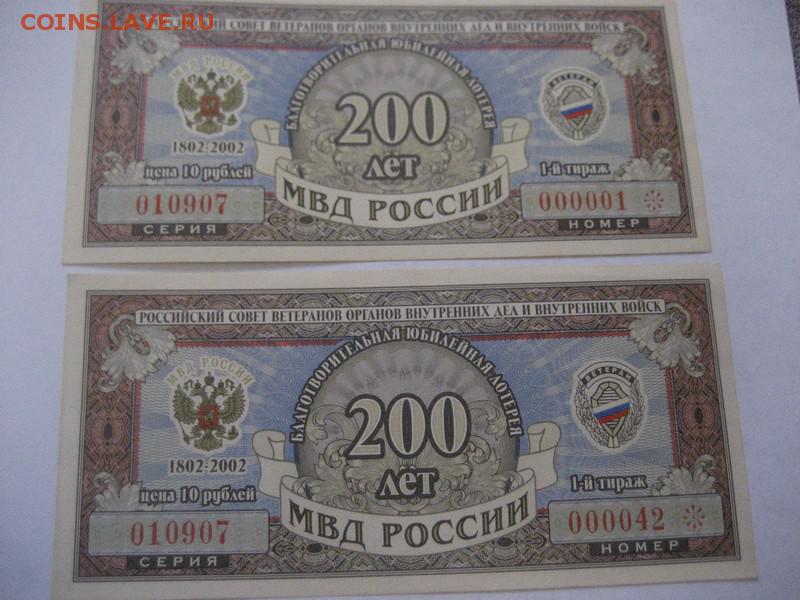 COINS.LAVE.RU
СОВЕТ ВЕТЕРАНОВ ОРГАНОВ ВНУТРЕННИХ ДЕЛ И ВНУТРЕННИХ ВОЙСК
БЛАГОТВОРИТЕЛЬНАЯ ЮБИЛЕЙНАЯ ЛОТЕРЕЯ
МВД РОССИИ
ВЕТЕРАН
200
лет
1802-2002
цена 10 рублей
1-й тираж
МВД РОССИИ
010907
000001
СЕРИЯ
НОМЕР
РОССИЙСКИЙ СОВЕТ ВЕТЕРАНОВ ОРГАНОВ ВНУТРЕННИХ ДЕЛ И ВНУТРЕННИХ ВОЙСК
БЛАГОТВОРИТЕЛЬНАЯ ЮБИЛЕЙНАЯ ЛОТЕРЕЯ
МВД РОССИИ
ВЕТЕРАН
200
лет
1802-2002
цена 10 рублей
1-й тираж
МВД РОССИИ
010907
000042
СЕРИЯ
НОМЕР